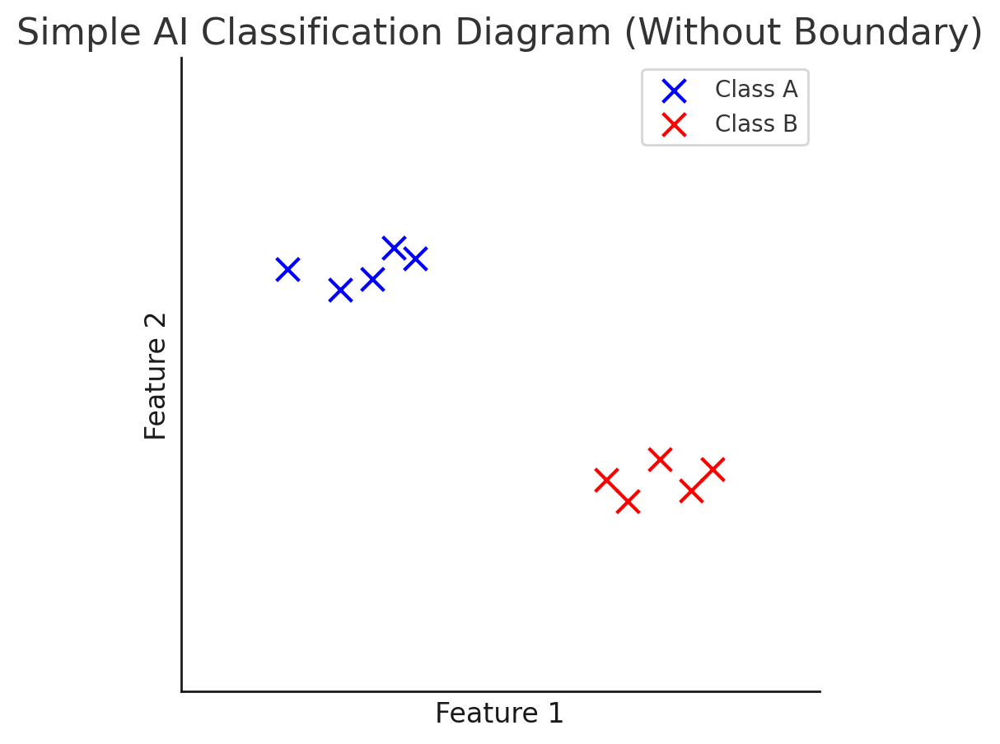 Simple AI Classification Diagram (Without Boundary)
Class A
Class B
Feature 2
Feature 1